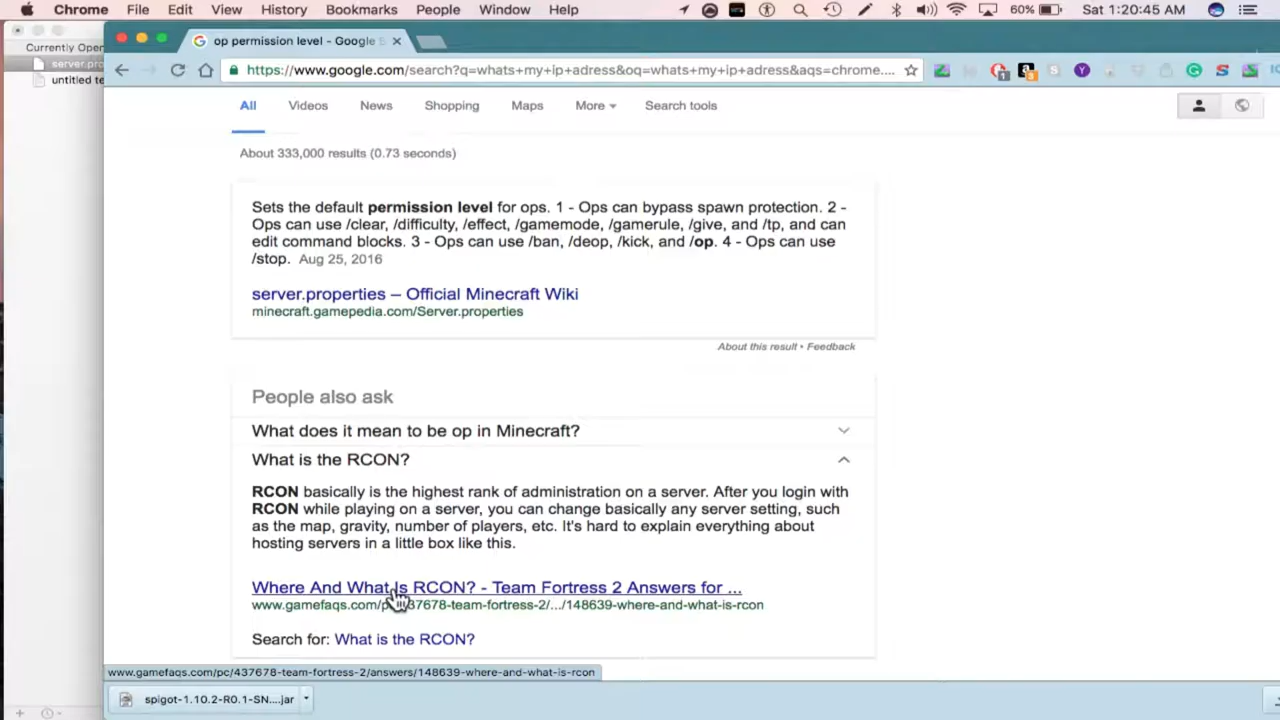 Chrome File Edit View History Bookmarks People Window Help 60% Sat 1:20:45 AM
Currently Open
server.pro
untitled te
op permission level - Google S
https://www.google.com/search?q=whats+my+ip+adress&oq=whats+my+ip+adress&aqs=chrome....
All Videos News Shopping Maps More Search tools
About 333,000 results (0.73 seconds)
Sets the default permission level for ops. 1 - Ops can bypass spawn protection. 2 -
Ops can use /clear, /difficulty, /effect, /gamemode, /gamerule, /give, and /tp, and can
edit command blocks. 3 - Ops can use /ban, /deop, /kick, and /op. 4 - Ops can use
/stop. Aug 25, 2016
server.properties – Official Minecraft Wiki
minecraft.gamepedia.com/Server.properties
About this result • Feedback
People also ask
What does it mean to be op in Minecraft?
What is the RCON?
RCON basically is the highest rank of administration on a server. After you login with
RCON while playing on a server, you can change basically any server setting, such
as the map, gravity, number of players, etc. It's hard to explain everything about
hosting servers in a little box like this.
Where And What Is RCON? - Team Fortress 2 Answers for ...
www.gamefaqs.com/pc/437678-team-fortress-2/.../148639-where-and-what-is-rcon
Search for: What is the RCON?
www.gamefaqs.com/pc/437678-team-fortress-2/answers/148639-where-and-what-is-rcon
spigot-1.10.2-R0.1-SN....jar